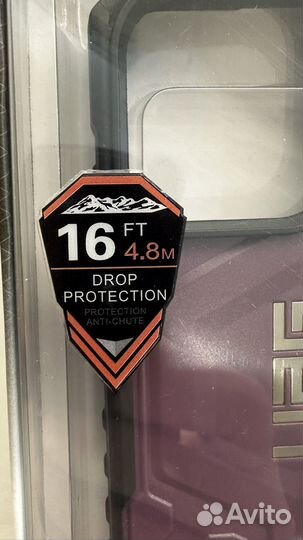 16 FT
4.8M
DROP
PROTECTION
PROTECTION
ANTI-CHUTE
Avito